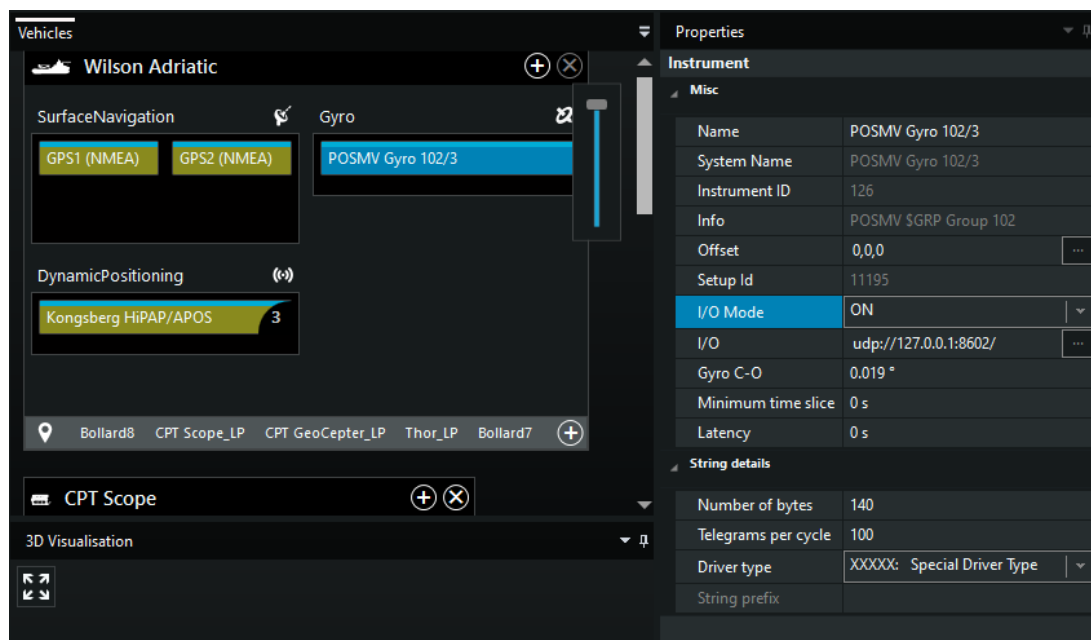 Vehicles
Wilson Adriatic
SurfaceNavigation
Gyro
GPS1 (NMEA)
GPS2 (NMEA)
POSMV Gyro 102/3
DynamicPositioning
Kongsberg HiPAP/APOS
3
Bollard8 CPT Scope_LP CPT GeoCepter_LP Thor_LP Bollard7
CPT Scope
3D Visualisation
Properties
Instrument
Misc
Name POSMV Gyro 102/3
System Name POSMV Gyro 102/3
Instrument ID 126
Info POSMV $GRP Group 102
Offset 0,0,0 ...
Setup Id 11195
I/O Mode ON
I/O udp://127.0.0.1:8602/ ...
Gyro C-O 0.019 °
Minimum time slice 0 s
Latency 0 s
String details
Number of bytes 140
Telegrams per cycle 100
Driver type XXXXX: Special Driver Type
String prefix